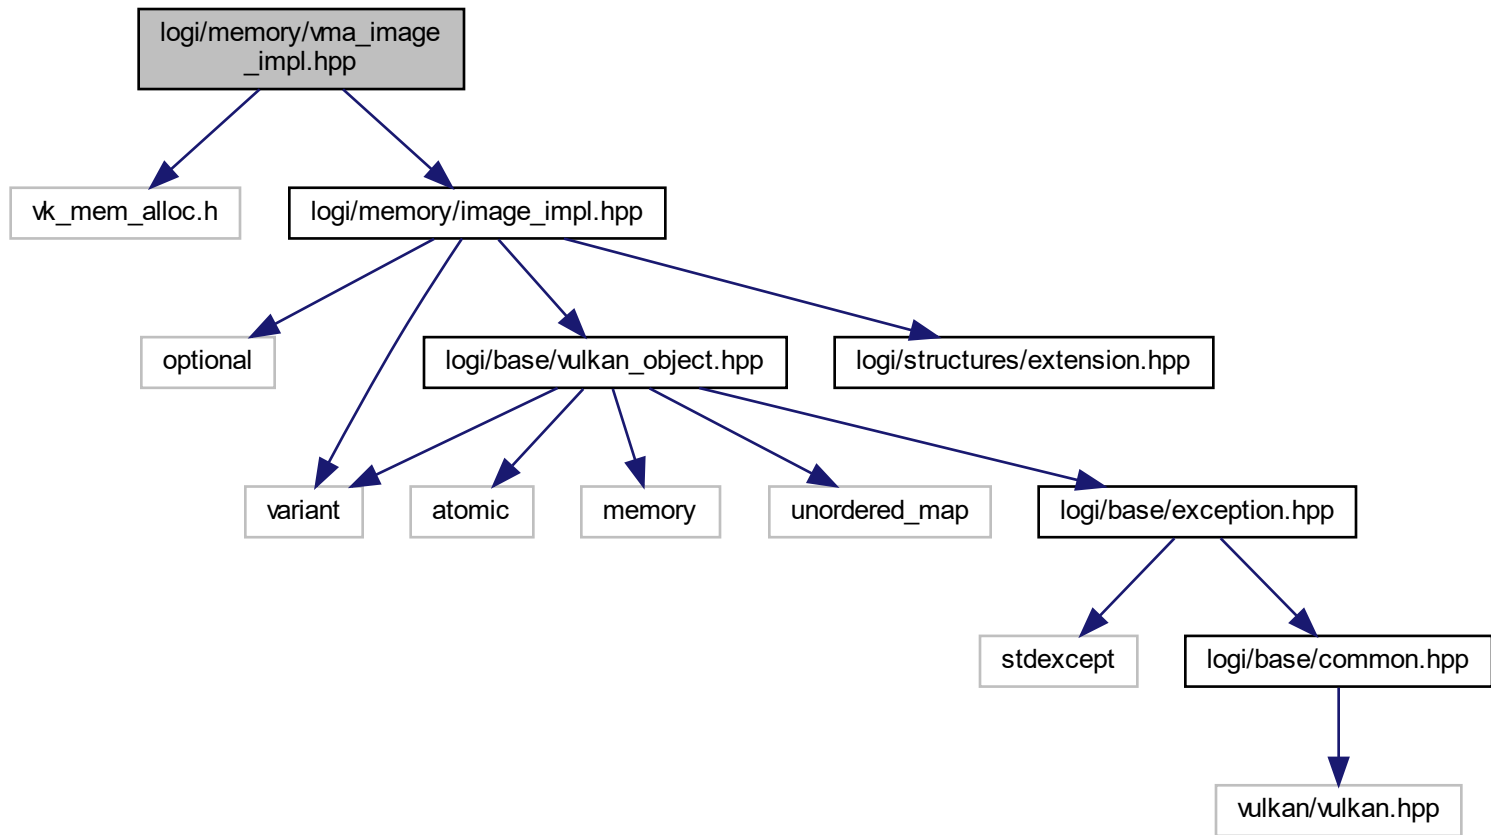 logi/memory/vma_image
_impl.hpp
vk_mem_alloc.h
logi/memory/image_impl.hpp
optional
logi/base/vulkan_object.hpp
logi/structures/extension.hpp
variant
atomic
memory
unordered_map
logi/base/exception.hpp
stdexcept
logi/base/common.hpp
vulkan/vulkan.hpp